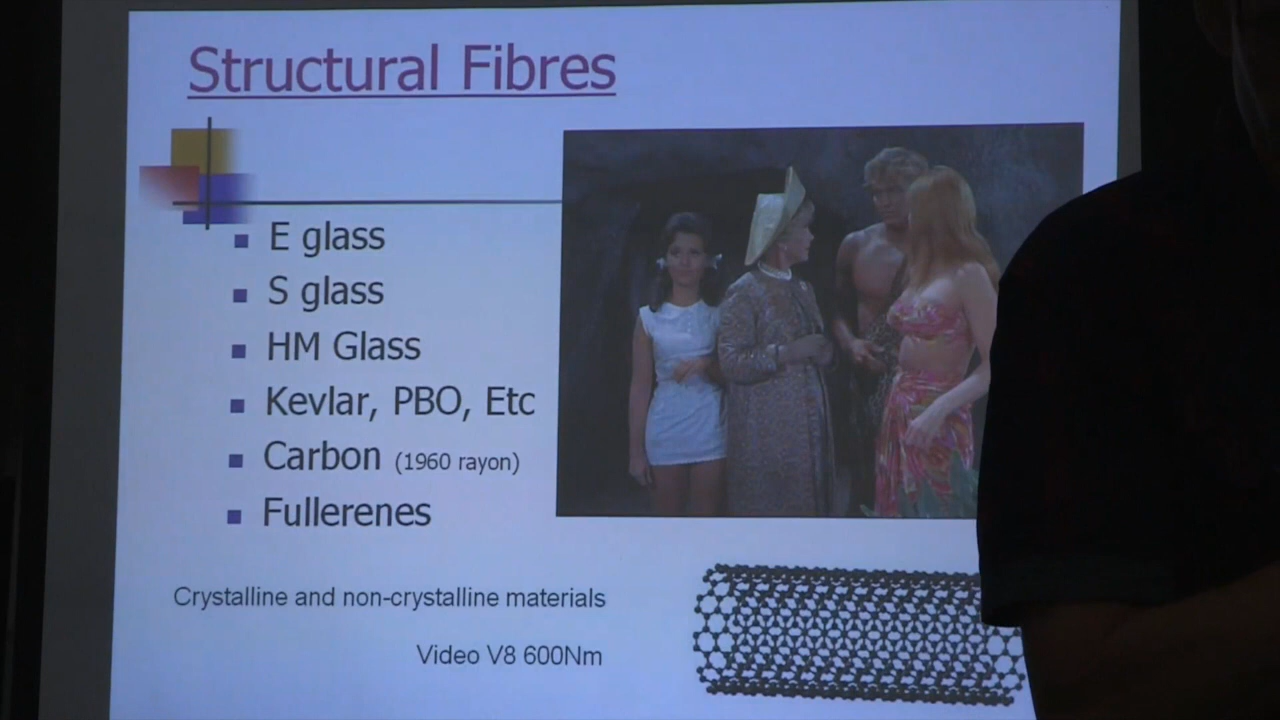 Structural Fibres
E glass
S glass
HM Glass
Kevlar, PBO, Etc
Carbon (1960 rayon)
Fullerenes
Crystalline and non-crystalline materials
Video V8 600Nm